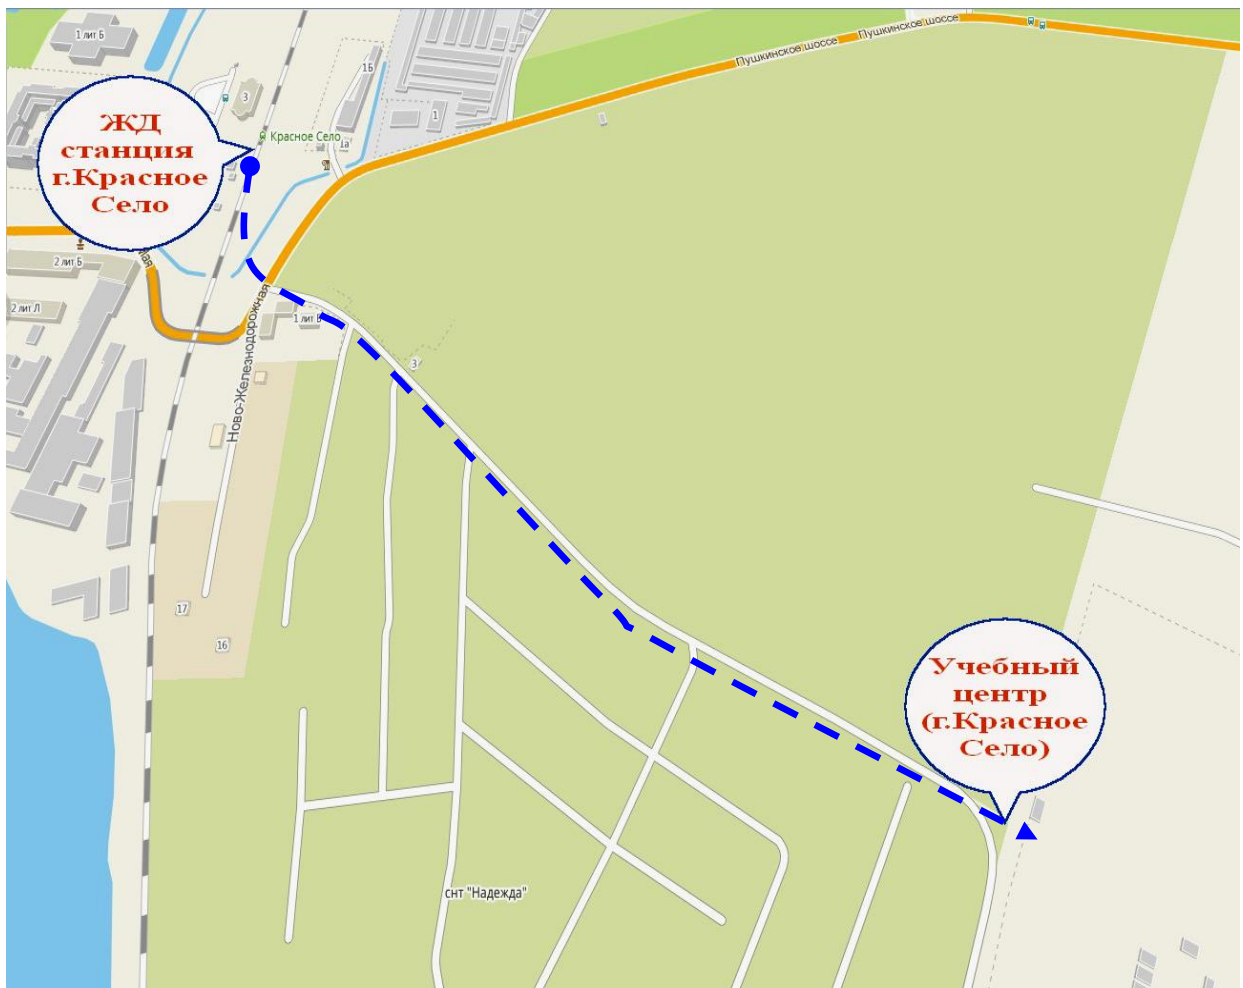 1 лит Б
1Б
Пушкинское шоссе
Пушкинское шоссе
3
1
Красное Село
1а
ЖД
станция
г.Красное
Село
2 лит Б
2 лит Л
1 лит
Ново-Железнодорожная
3
17
16
Учебный
центр
(г.Красное
Село)
снт "Надежда"